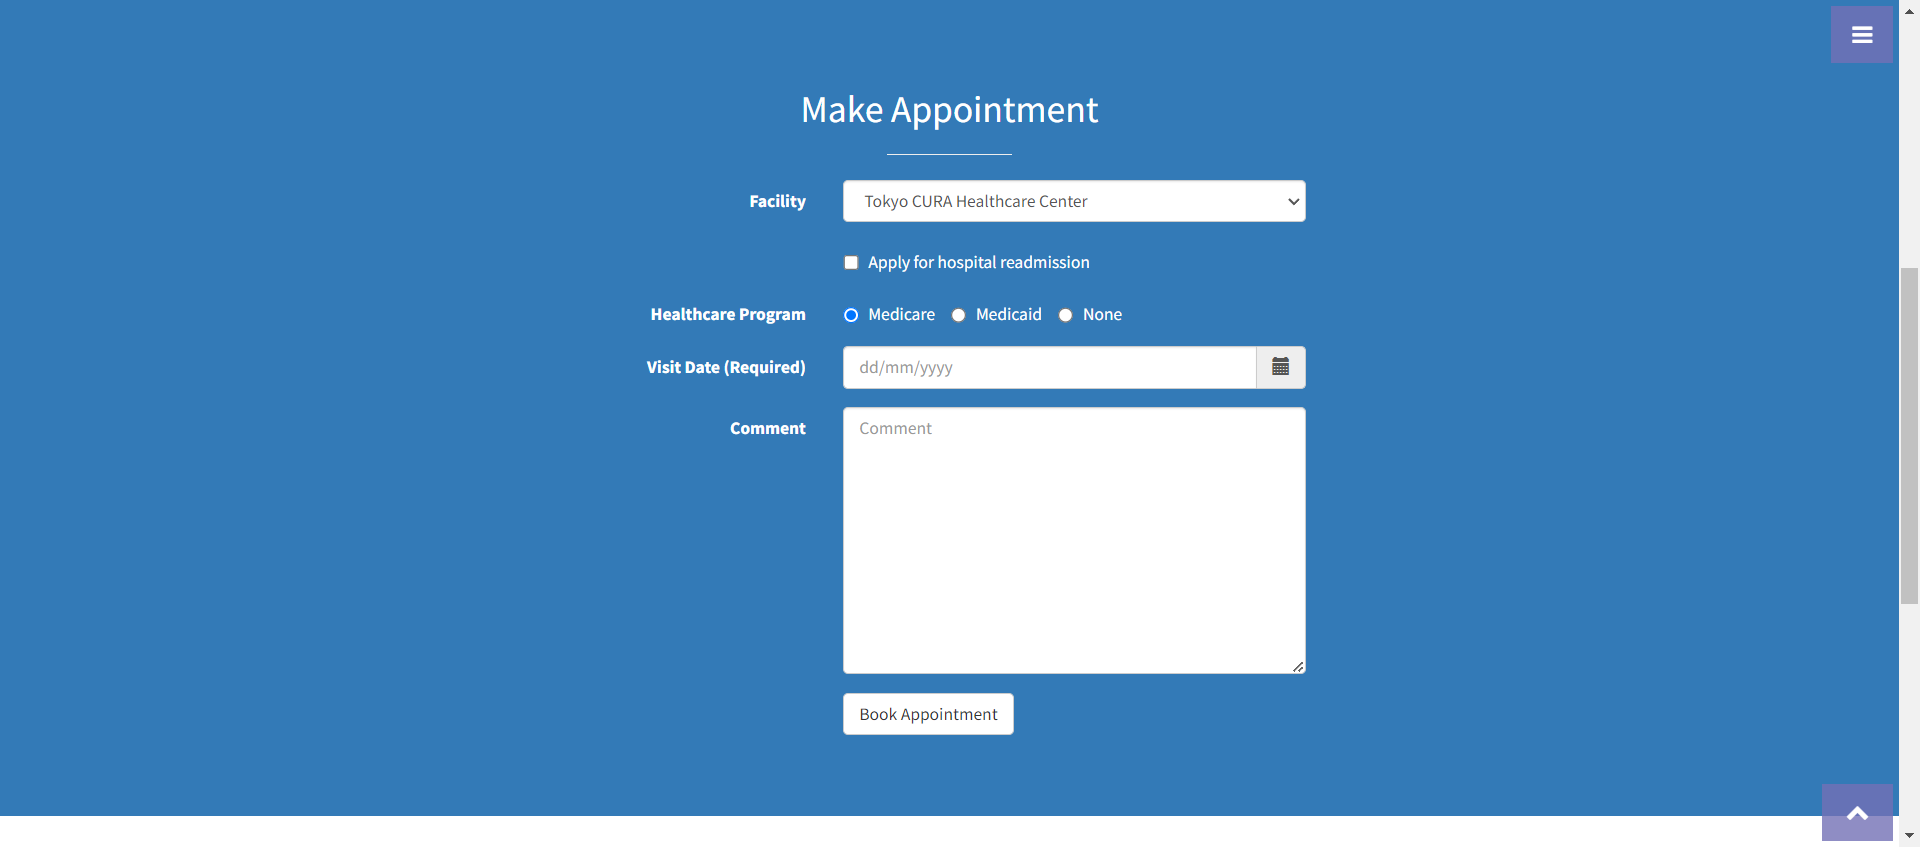 Make Appointment
Facility
Tokyo CURA Healthcare Center
Apply for hospital readmission
Healthcare Program
Medicare Medicaid None
Visit Date (Required)
dd/mm/yyyy
Comment
Comment
Book Appointment